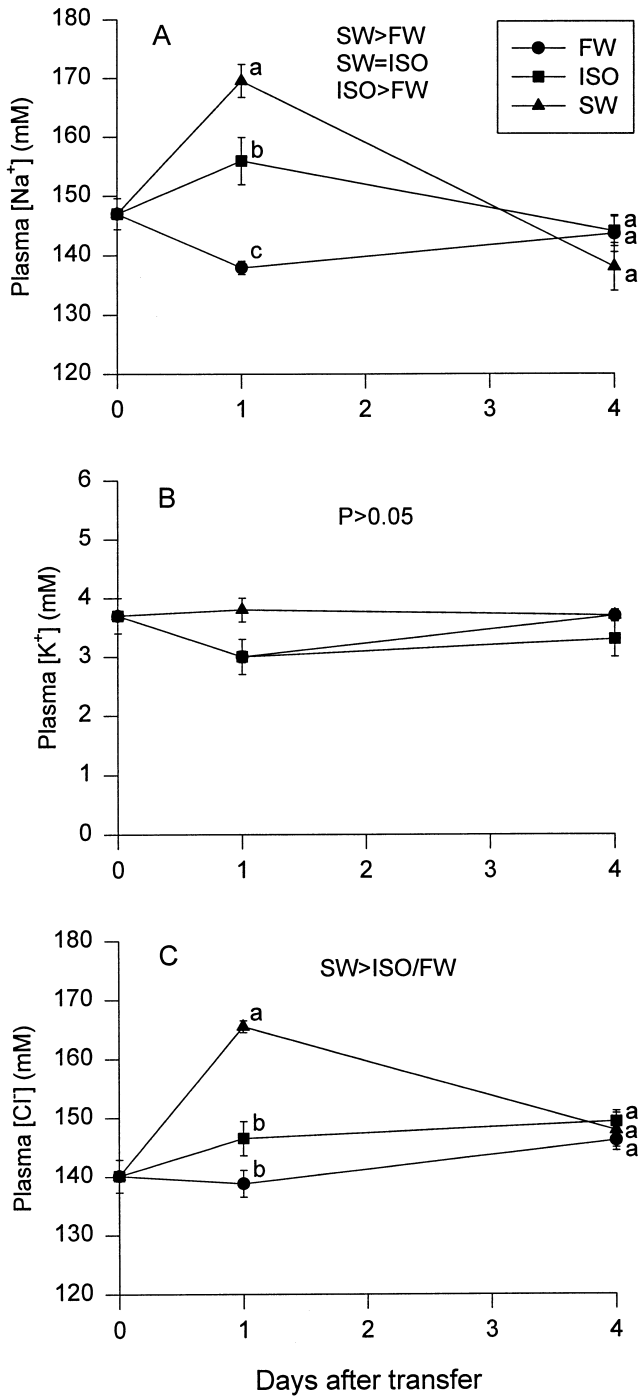 A
SW>FW
SW=ISO
ISO>FW
FW
ISO
SW
Plasma [Na+] (mM)
180
170
160
150
140
130
120
a
b
c
a
a
a
0 1 2 3 4
B
P>0.05
Plasma [K+] (mM)
6
5
4
3
2
1
0
0 1 2 3 4
C
SW>ISO/FW
Plasma [Cl-] (mM)
180
170
160
150
140
130
120
a
b
b
a
a
a
0 1 2 3 4
Days after transfer